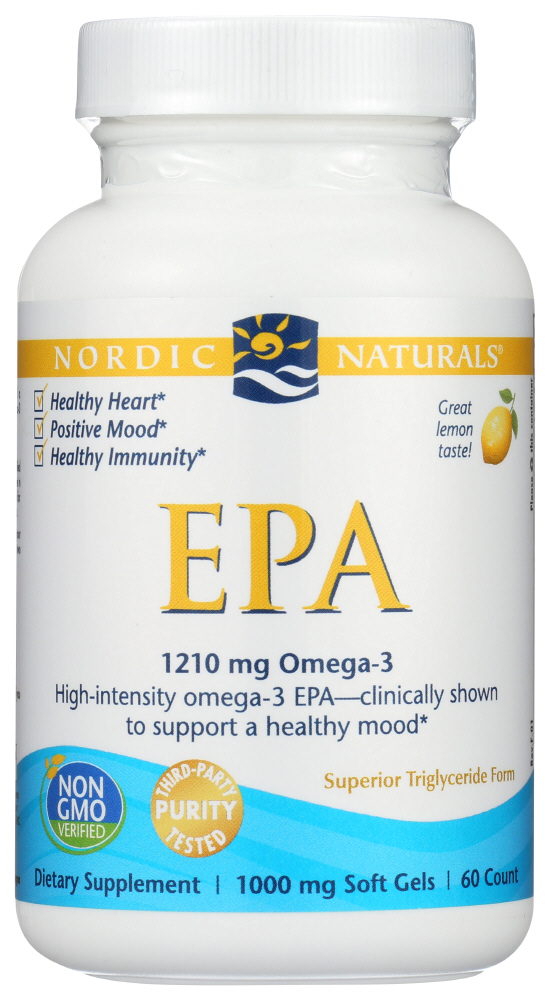 NORDIC NATURALS®
Healthy Heart*
Positive Mood*
Healthy Immunity*
Great
lemon
taste!
EPA
1210 mg Omega-3
High-intensity omega-3 EPA—clinically shown
to support a healthy mood*
Superior Triglyceride Form
NON
GMO
VERIFIED
THIRD-PARTY
PURITY
TESTED
Dietary Supplement | 1000 mg Soft Gels | 60 Count
this container